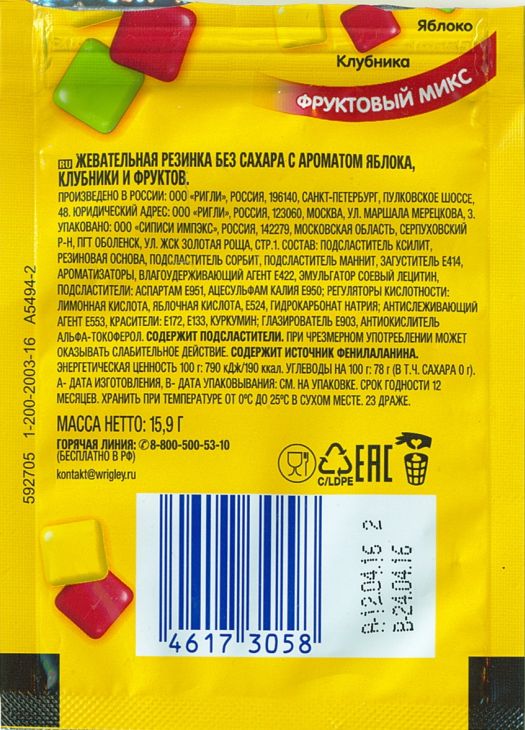 Яблоко
Клубника
ФРУКТОВЫЙ МИКС
RU ЖЕВАТЕЛЬНАЯ РЕЗИНКА БЕЗ САХАРА С АРОМАТОМ ЯБЛОКА,
КЛУБНИКИ И ФРУКТОВ.
ПРОИЗВЕДЕНО В РОССИИ: ООО «РИГЛИ», РОССИЯ, 196140, САНКТ-ПЕТЕРБУРГ, ПУЛКОВСКОЕ ШОССЕ,
48. ЮРИДИЧЕСКИЙ АДРЕС: ООО «РИГЛИ», РОССИЯ, 123060, МОСКВА, УЛ. МАРШАЛА МЕРЕЦКОВА, 3.
УПАКОВАНО: ООО «СИПИСИ ИМПЭКС», РОССИЯ, 142279, МОСКОВСКАЯ ОБЛАСТЬ, СЕРПУХОВСКИЙ
Р-Н, ПГТ ОБОЛЕНСК, УЛ. ЖСК ЗОЛОТАЯ РОЩА, СТР.1. СОСТАВ: ПОДСЛАСТИТЕЛЬ КСИЛИТ,
РЕЗИНОВАЯ ОСНОВА, ПОДСЛАСТИТЕЛЬ СОРБИТ, ПОДСЛАСТИТЕЛЬ МАННИТ, ЗАГУСТИТЕЛЬ Е414,
АРОМАТИЗАТОРЫ, ВЛАГОУДЕРЖИВАЮЩИЙ АГЕНТ Е422, ЭМУЛЬГАТОР СОЕВЫЙ ЛЕЦИТИН,
ПОДСЛАСТИТЕЛИ: АСПАРТАМ Е951, АЦЕСУЛЬФАМ КАЛИЯ Е950; РЕГУЛЯТОРЫ КИСЛОТНОСТИ:
ЛИМОННАЯ КИСЛОТА, ЯБЛОЧНАЯ КИСЛОТА, Е524, ГИДРОКАРБОНАТ НАТРИЯ; АНТИСЛЕЖИВАЮЩИЙ
АГЕНТ Е553, КРАСИТЕЛИ: Е172, Е133, КУРКУМИН; ГЛАЗИРОВАТЕЛЬ Е903, АНТИОКИСЛИТЕЛЬ
АЛЬФА-ТОКОФЕРОЛ. СОДЕРЖИТ ПОДСЛАСТИТЕЛИ. ПРИ ЧРЕЗМЕРНОМ УПОТРЕБЛЕНИИ МОЖЕТ
ОКАЗЫВАТЬ СЛАБИТЕЛЬНОЕ ДЕЙСТВИЕ. СОДЕРЖИТ ИСТОЧНИК ФЕНИЛАЛАНИНА.
ЭНЕРГЕТИЧЕСКАЯ ЦЕННОСТЬ 100 г: 790 кДж/190 ккал. УГЛЕВОДЫ НА 100 г: 78 г (В Т.Ч. САХАРА 0 г).
А- ДАТА ИЗГОТОВЛЕНИЯ, В- ДАТА УПАКОВЫВАНИЯ: СМ. НА УПАКОВКЕ. СРОК ГОДНОСТИ 12
МЕСЯЦЕВ. ХРАНИТЬ ПРИ ТЕМПЕРАТУРЕ ОТ 0°С ДО 25°С В СУХОМ МЕСТЕ. 23 ДРАЖЕ.
МАССА НЕТТО: 15,9 Г
ГОРЯЧАЯ ЛИНИЯ: ✆8-800-500-53-10
(БЕСПЛАТНО В РФ)
kontakt@wrigley.ru
C/LDPE
EAC
592705 1-200-2003-16 A5494-2
4617 3058
А-12.04.16 2
В-24.04.16